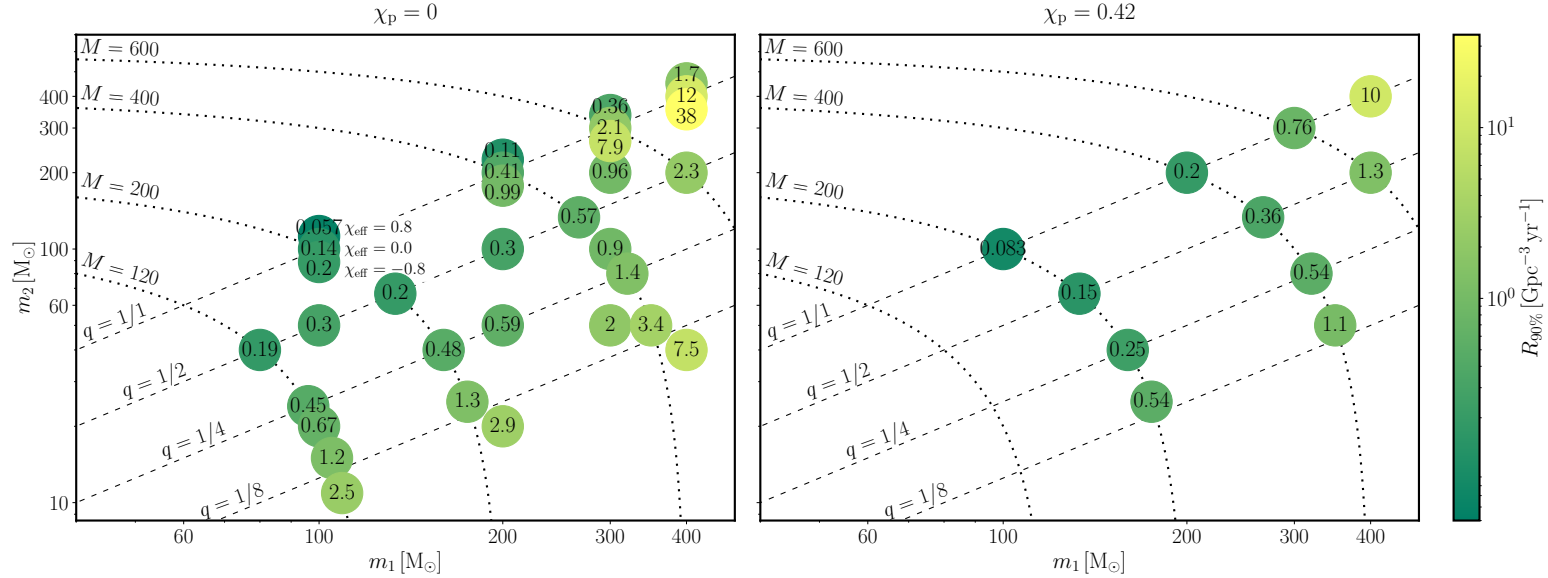 χp = 0
M = 600
M = 400
M = 200
M = 120
q = 1/1
q = 1/2
q = 1/4
q = 1/8
1.7
12
38
0.36
2.1
7.9
0.11
0.41
0.99
0.96
2.3
0.57
0.057 χeff = 0.8
0.14 χeff = 0.0
0.2 χeff = −0.8
0.3
0.9
1.4
0.2
0.3
0.59
2
3.4
7.5
0.19
0.48
0.45
0.67
1.3
2.9
1.2
2.5
400
300
200
100
60
10
m2 [M⊙]
60
100
200
300
400
m1 [M⊙]
χp = 0.42
M = 600
M = 400
M = 200
M = 120
q = 1/1
q = 1/2
q = 1/4
q = 1/8
10
0.76
0.2
1.3
0.36
0.083
0.54
0.15
1.1
0.25
0.54
60
100
200
300
400
m1 [M⊙]
10¹
10⁰
R90% [Gpc⁻³ yr⁻¹]